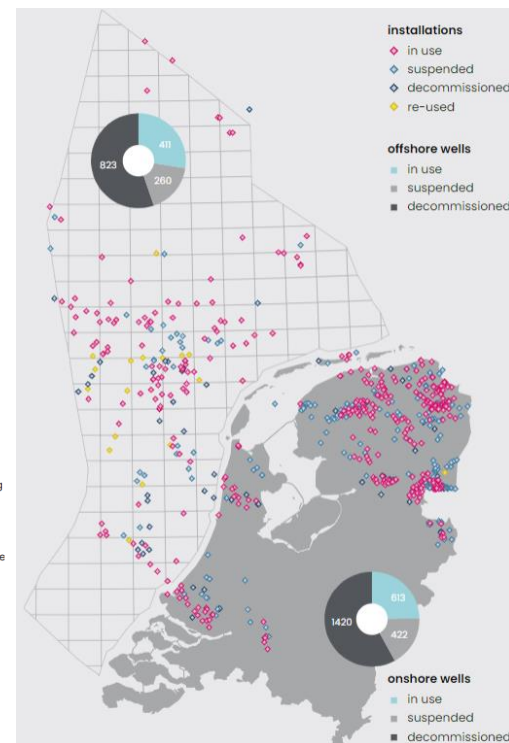 installations
in use
suspended
decommissioned
re-used
offshore wells
in use
suspended
decommissioned
411
823
260
g
e
613
1420
422
onshore wells
in use
suspended
decommissioned